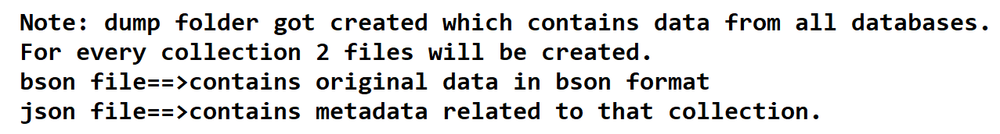 Note: dump folder got created which contains data from all databases.
For every collection 2 files will be created.
bson file==>contains original data in bson format
json file==>contains metadata related to that collection.